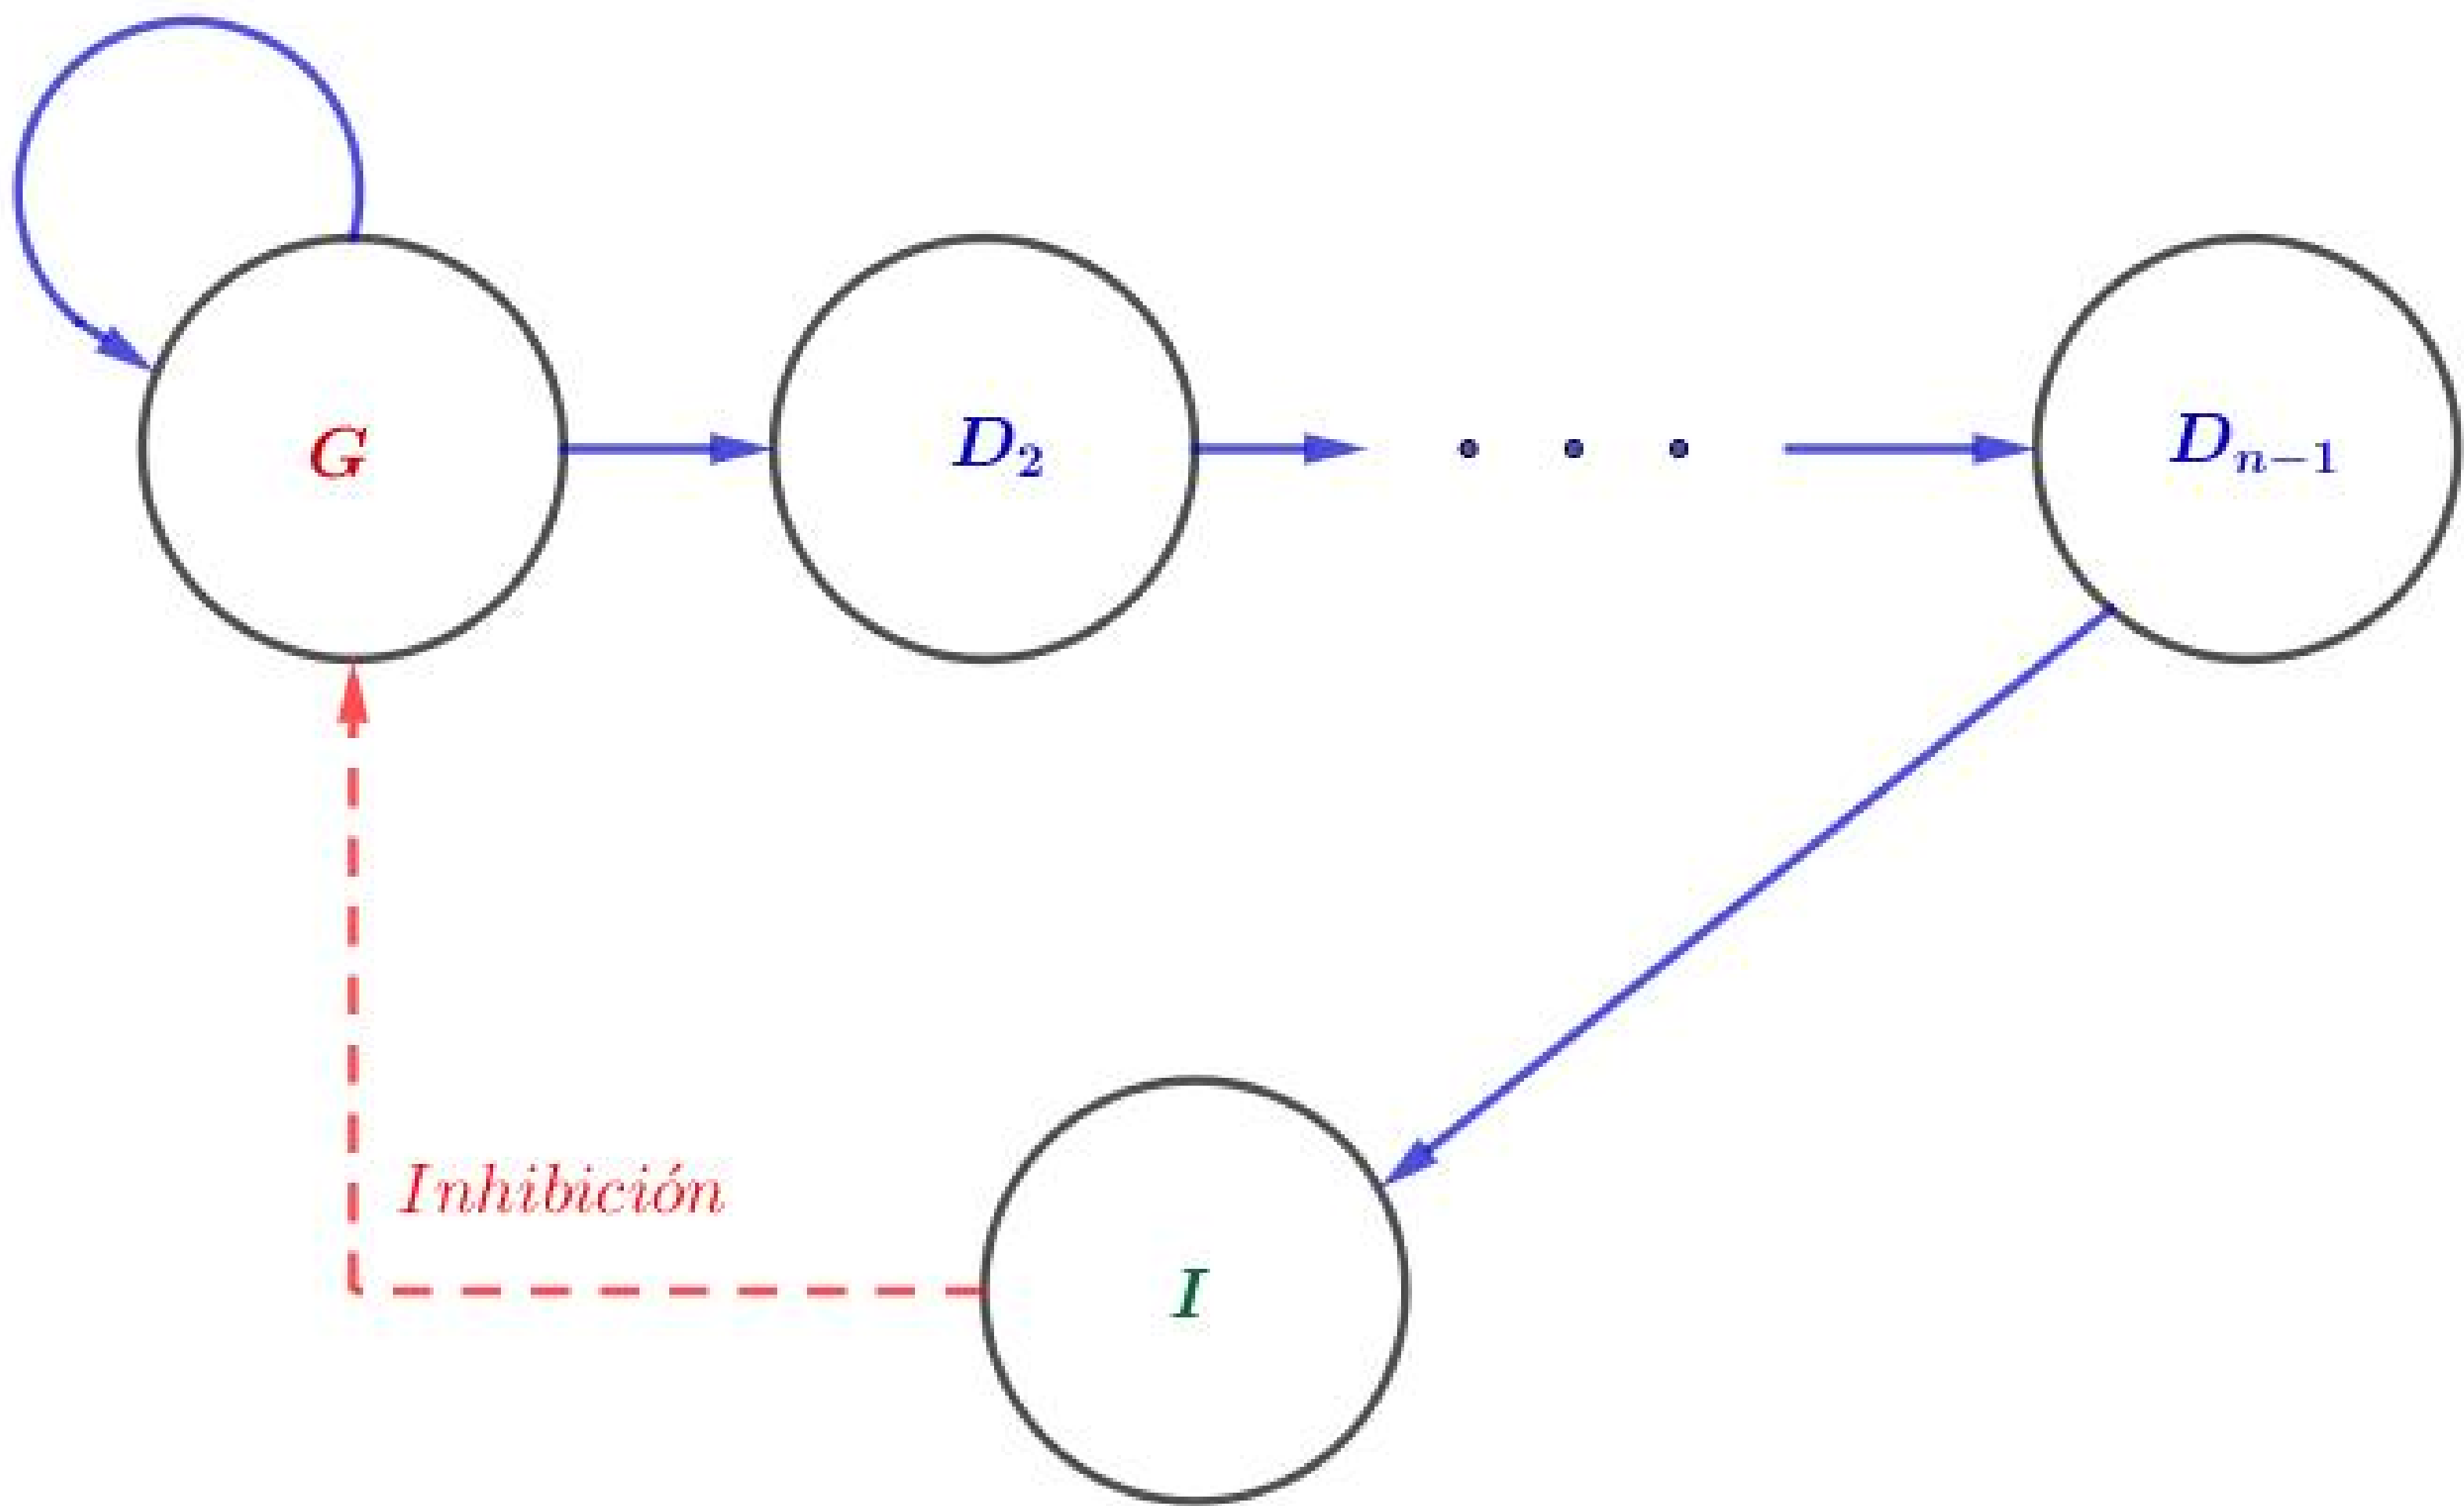 G
D₂
Dₙ₋₁
Inhibición
I